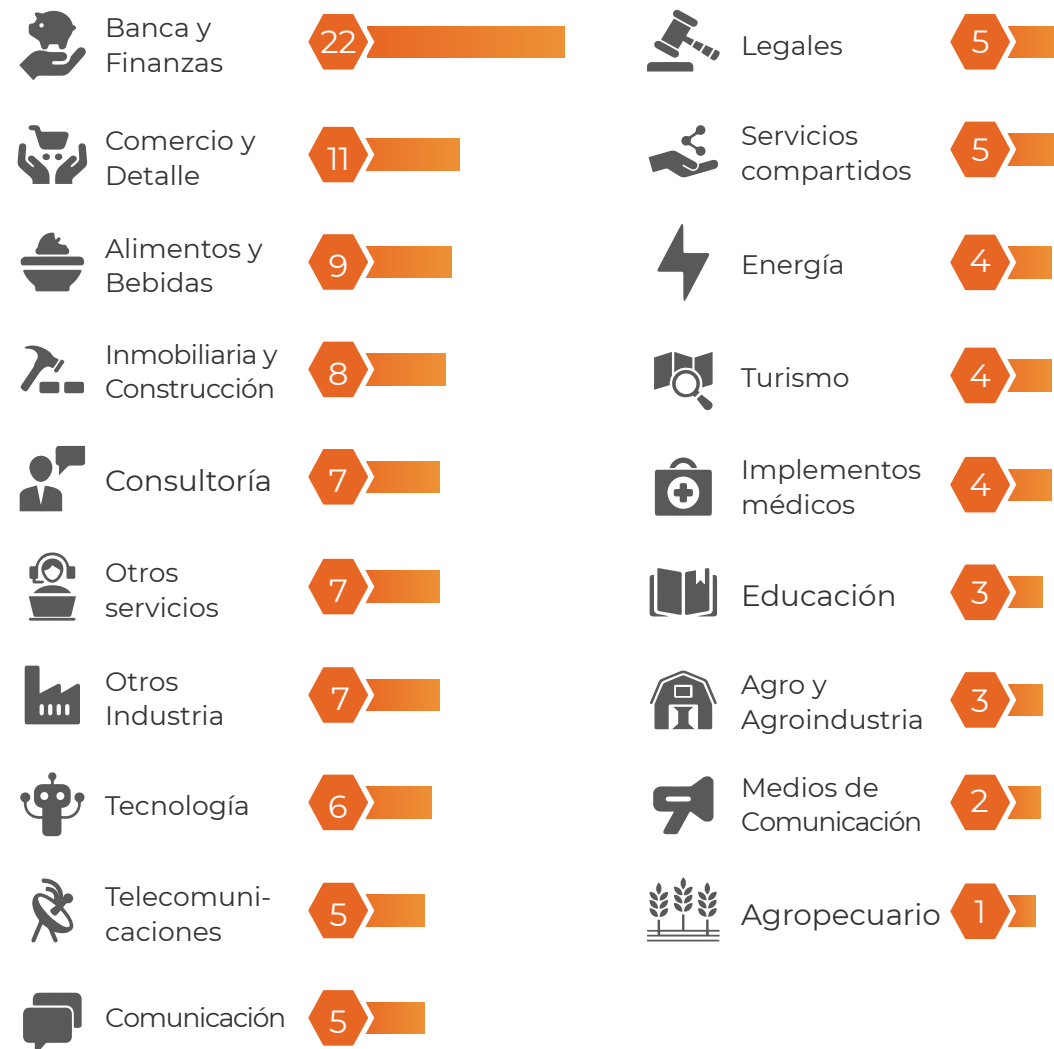 Banca y
Finanzas
22
Comercio y
Detalle
11
Alimentos y
Bebidas
9
Inmobiliaria y
Construcción
8
Consultoría
7
Otros
servicios
7
Otros
Industria
7
Tecnología
6
Telecomuni-
caciones
5
Comunicación
5
Legales
5
Servicios
compartidos
5
Energía
4
Turismo
4
Implementos
médicos
4
Educación
3
Agro y
Agroindustria
3
Medios de
Comunicación
2
Agropecuario
1